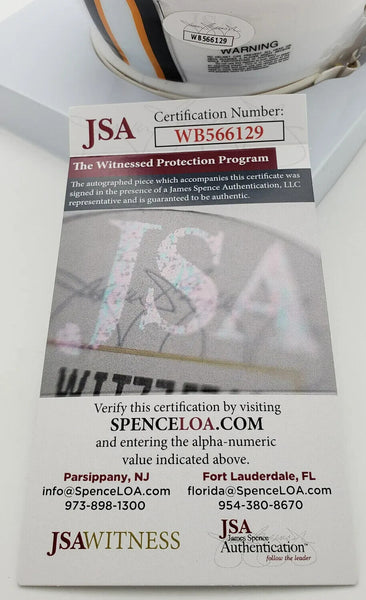 WB566129
WARNING
JSA
Certification Number:
WB566129
The Witnessed Protection Program
The autographed piece which accompanies this certificate was
signed in the presence of a James Spence Authentication, LLC
representative and is guaranteed to be authentic.
JSA
Verify this certification by visiting
SPENCELOA.COM
and entering the alpha-numeric
value indicated above.
Parsippany, NJ
info@SpenceLOA.com
973-898-1300
Fort Lauderdale, FL
florida@SpenceLOA.com
954-380-8670
JSAWITNESS
JSA
James Spence
Authentication
follow the leader